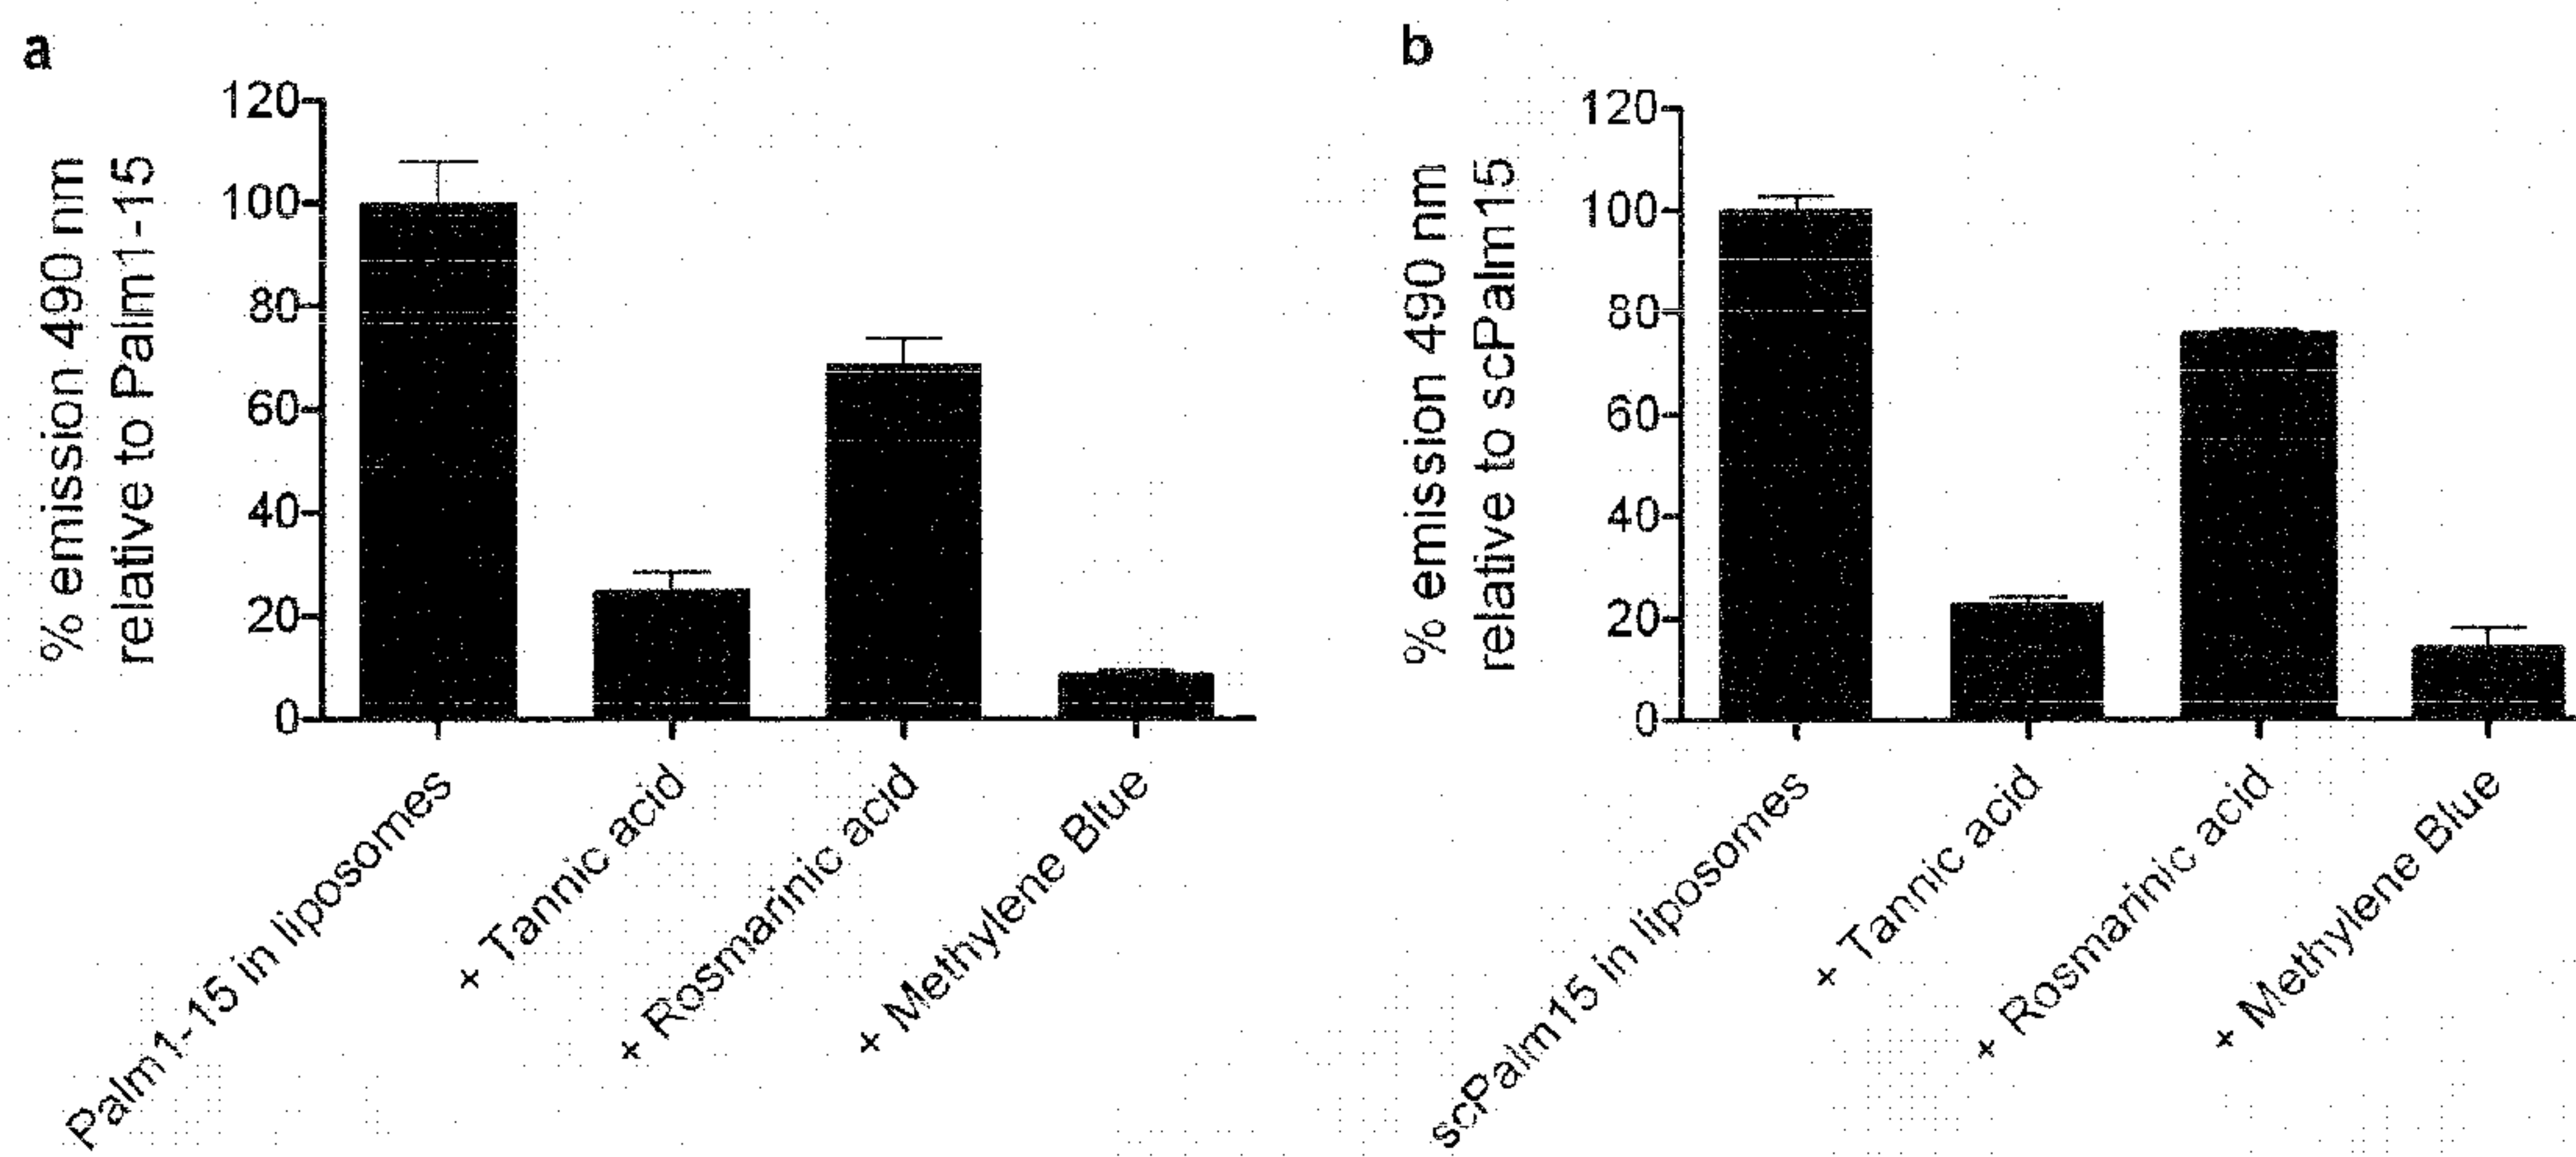 a
% emission 490 nm
relative to Palm1-15
120
100
80
60
40
20
0
Palm1-15 in liposomes
+ Tannic acid
+ Rosmarinic acid
+ Methylene Blue
b
% emission 490 nm
relative to scPalm15
120
100
80
60
40
20
0
scPalm15 in liposomes
+ Tannic acid
+ Rosmarinic acid
+ Methylene Blue